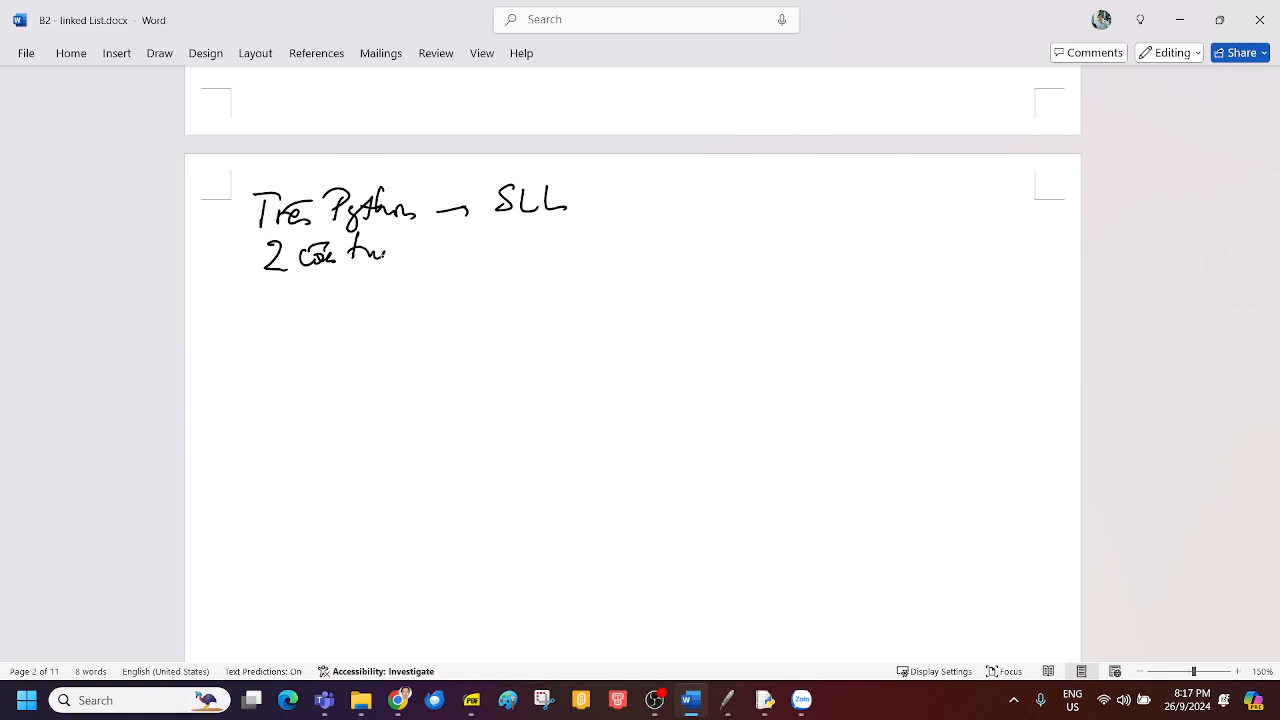 B2 - linked List.docx - Word
Search
File Home Insert Draw Design Layout References Mailings Review View Help
Comments Editing Share
Python → SLL
2
Page 2 of 11 8 words English (United States) Text Predictions: On Accessibility: Investigate Display Settings Focus 150%
Search
ENG
US
8:17 PM
26/9/2024